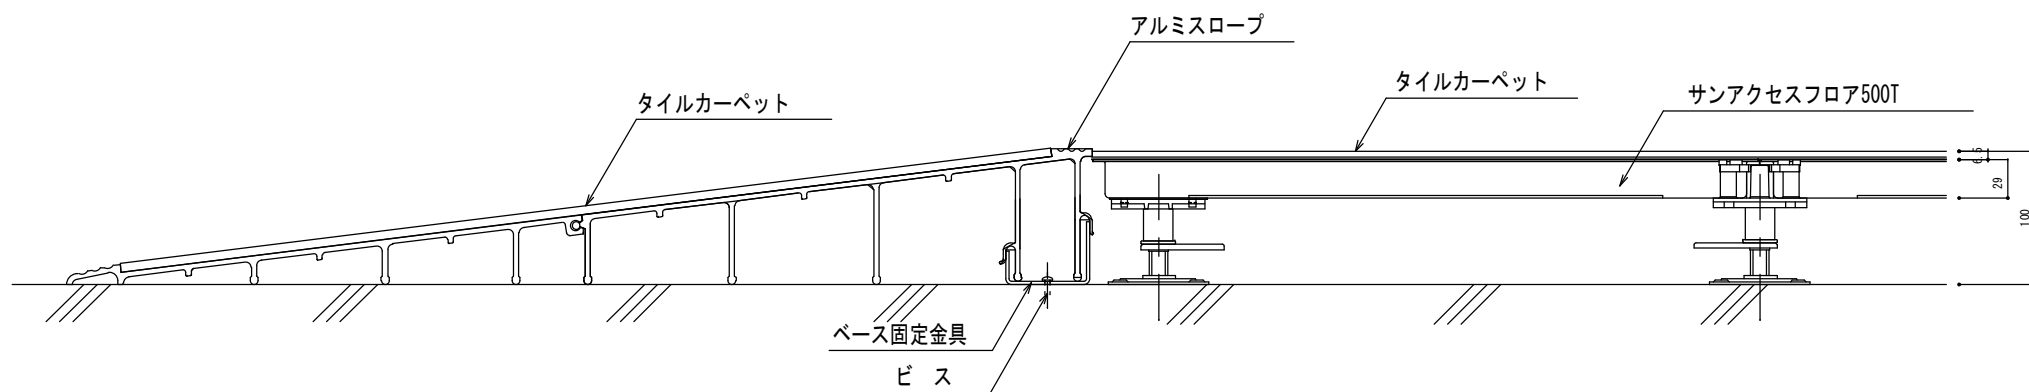 アルミスロープ
タイルカーペット
サンアクセスフロア500T
タイルカーペット
6.5
29
100
ベース固定金具
ビ ス